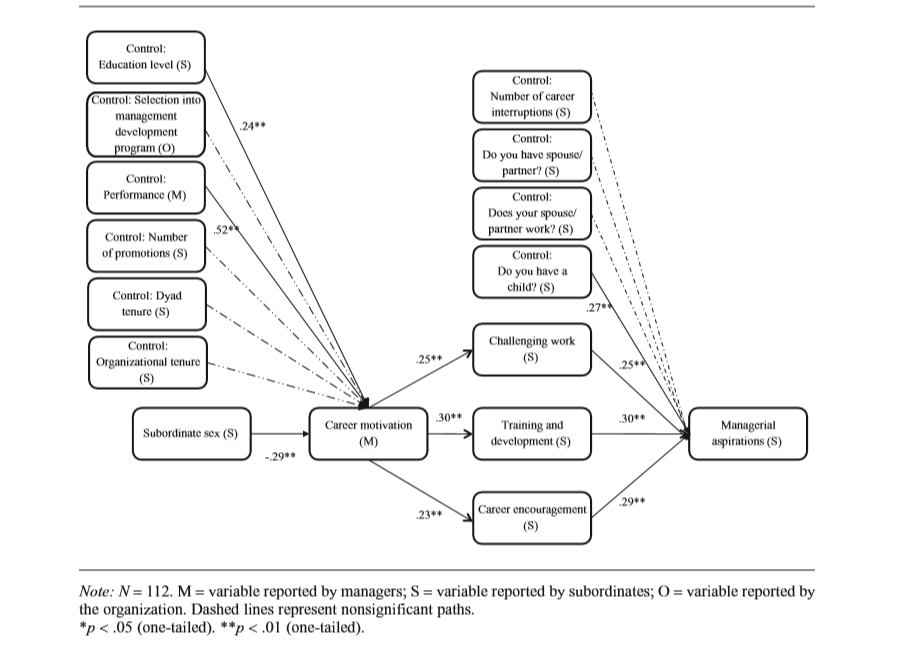 Control:
Education level (S)
Control: Selection into
management
development
program (O)
Control:
Performance (M)
Control: Number
of promotions (S)
Control: Dyad
tenure (S)
Control:
Organizational tenure
(S)
Subordinate sex (S)
.24**
.52**
-.29**
Career motivation
(M)
Control:
Number of career
interruptions (S)
Control:
Do you have spouse/
partner? (S)
Control:
Does your spouse/
partner work? (S)
Control:
Do you have a
child? (S)
.27**
.25**
Challenging work
(S)
.25**
.30**
Training and
development (S)
.30**
.23**
Career encouragement
(S)
.29**
Managerial
aspirations (S)
Note: N = 112. M = variable reported by managers; S = variable reported by subordinates; O = variable reported by
the organization. Dashed lines represent nonsignificant paths.
*p < .05 (one-tailed). **p < .01 (one-tailed).